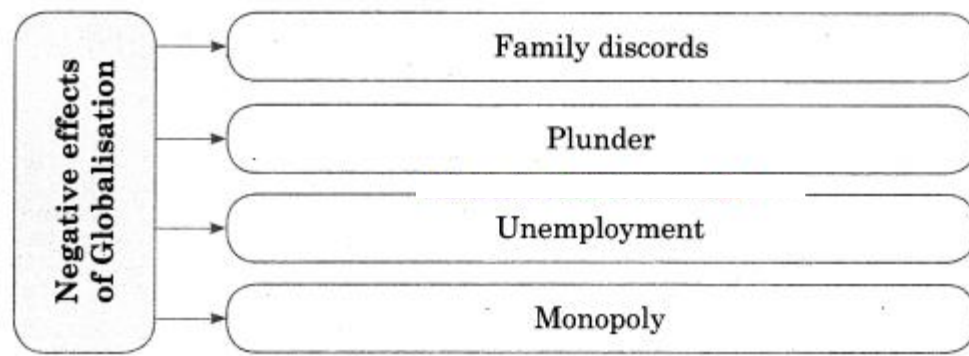 Negative effects
of Globalisation
Family discords
Plunder
Unemployment
Monopoly